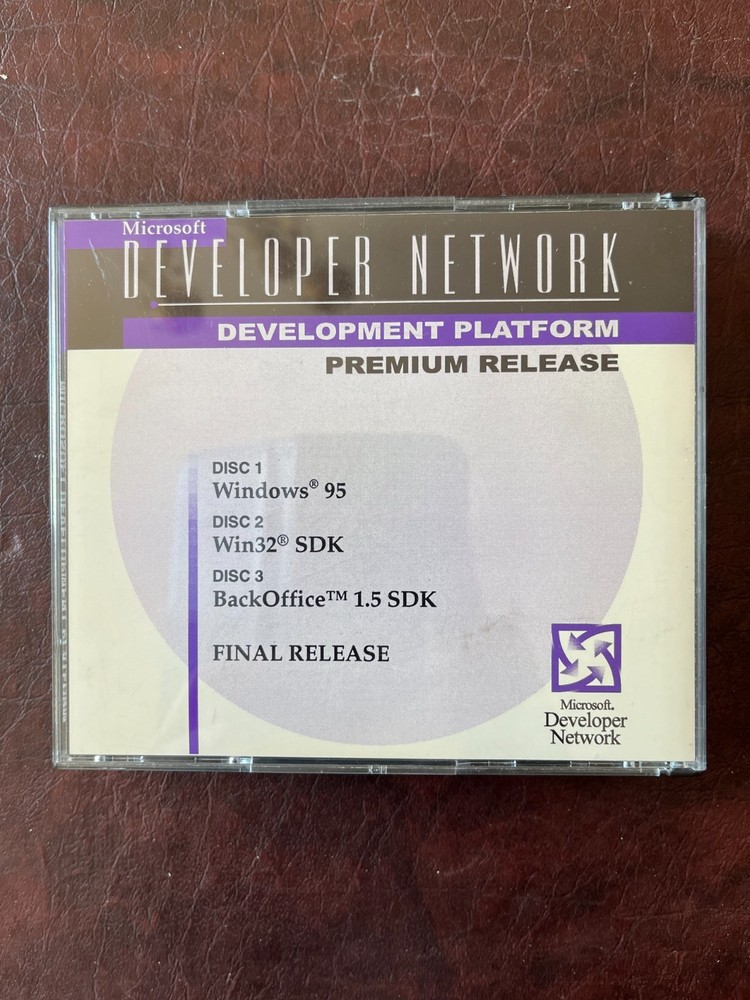 Microsoft
DEVELOPER NETWORK
DEVELOPMENT PLATFORM
PREMIUM RELEASE
DISC 1
Windows® 95
DISC 2
Win32® SDK
DISC 3
BackOffice™ 1.5 SDK
FINAL RELEASE
Microsoft®
Developer
Network